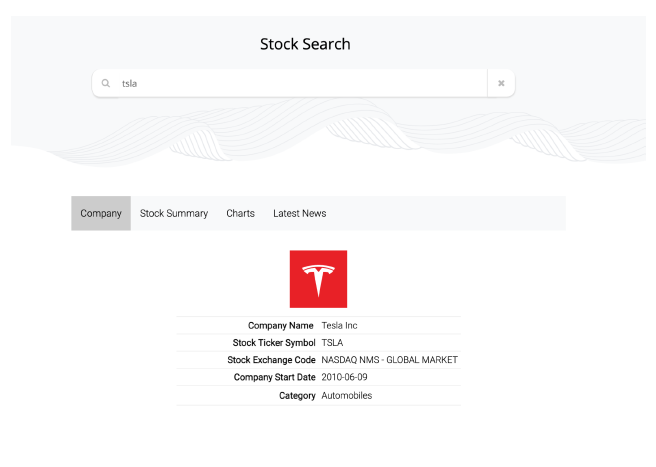 Stock Search
tsla
Company Stock Summary Charts Latest News
Company Name Tesla Inc
Stock Ticker Symbol TSLA
Stock Exchange Code NASDAQ NMS - GLOBAL MARKET
Company Start Date 2010-06-09
Category Automobiles